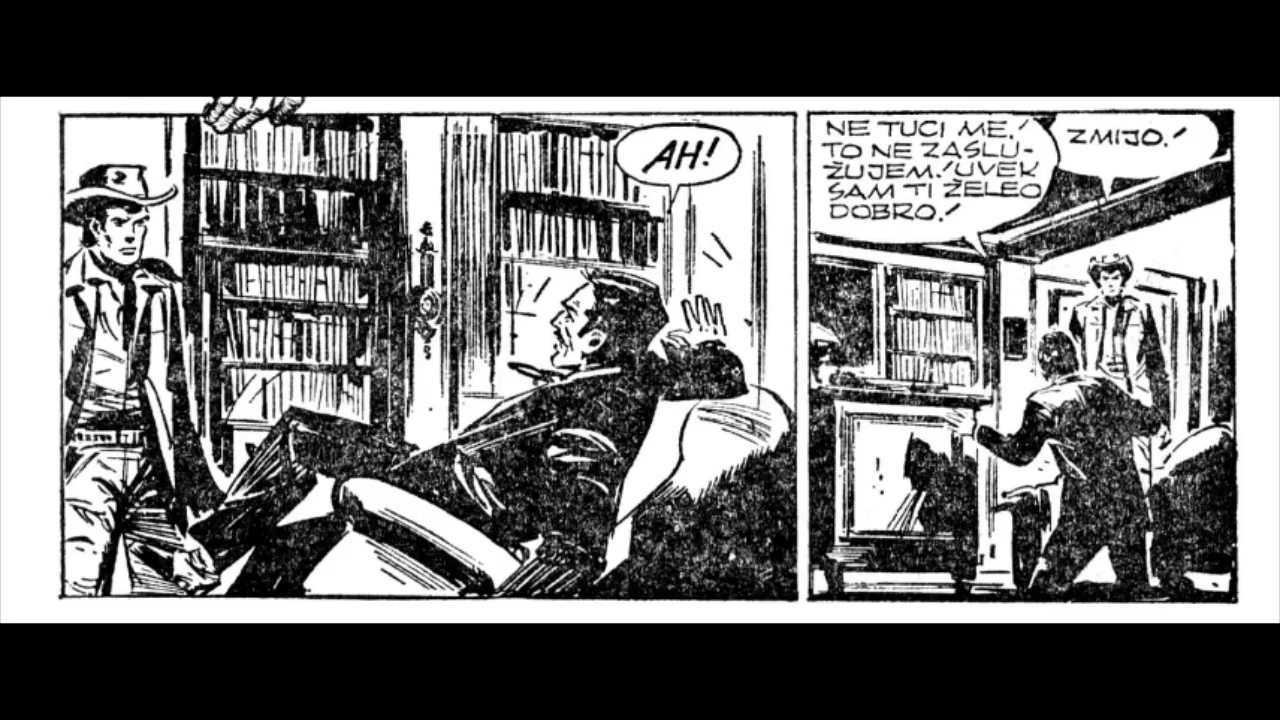 AH!
NE TUCI ME!
TO NE ZASLU-
ŽUJEM! UVEK
SAM TI ŽELEO
DOBRO!
ZMIJO!